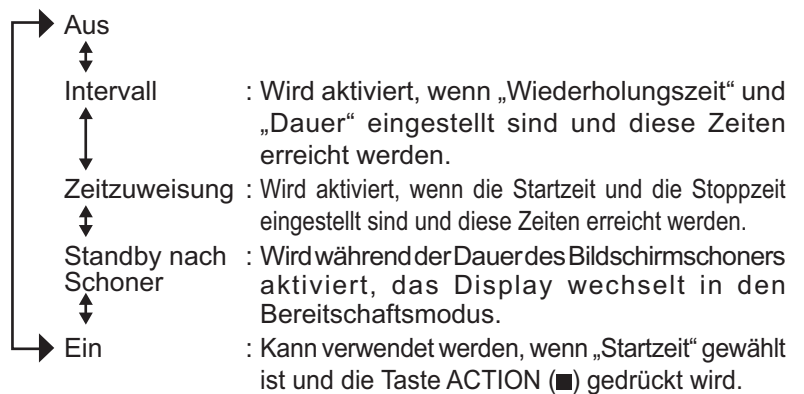 Aus
Intervall : Wird aktiviert, wenn „Wiederholungszeit“ und
„Dauer“ eingestellt sind und diese Zeiten
erreicht werden.
Zeitzuweisung : Wird aktiviert, wenn die Startzeit und die Stoppzeit
eingestellt sind und diese Zeiten erreicht werden.
Standby nach : Wird während der Dauer des Bildschirmschoners
Schoner aktiviert, das Display wechselt in den
Bereitschaftsmodus.
Ein : Kann verwendet werden, wenn „Startzeit“ gewählt
ist und die Taste ACTION (■) gedrückt wird.